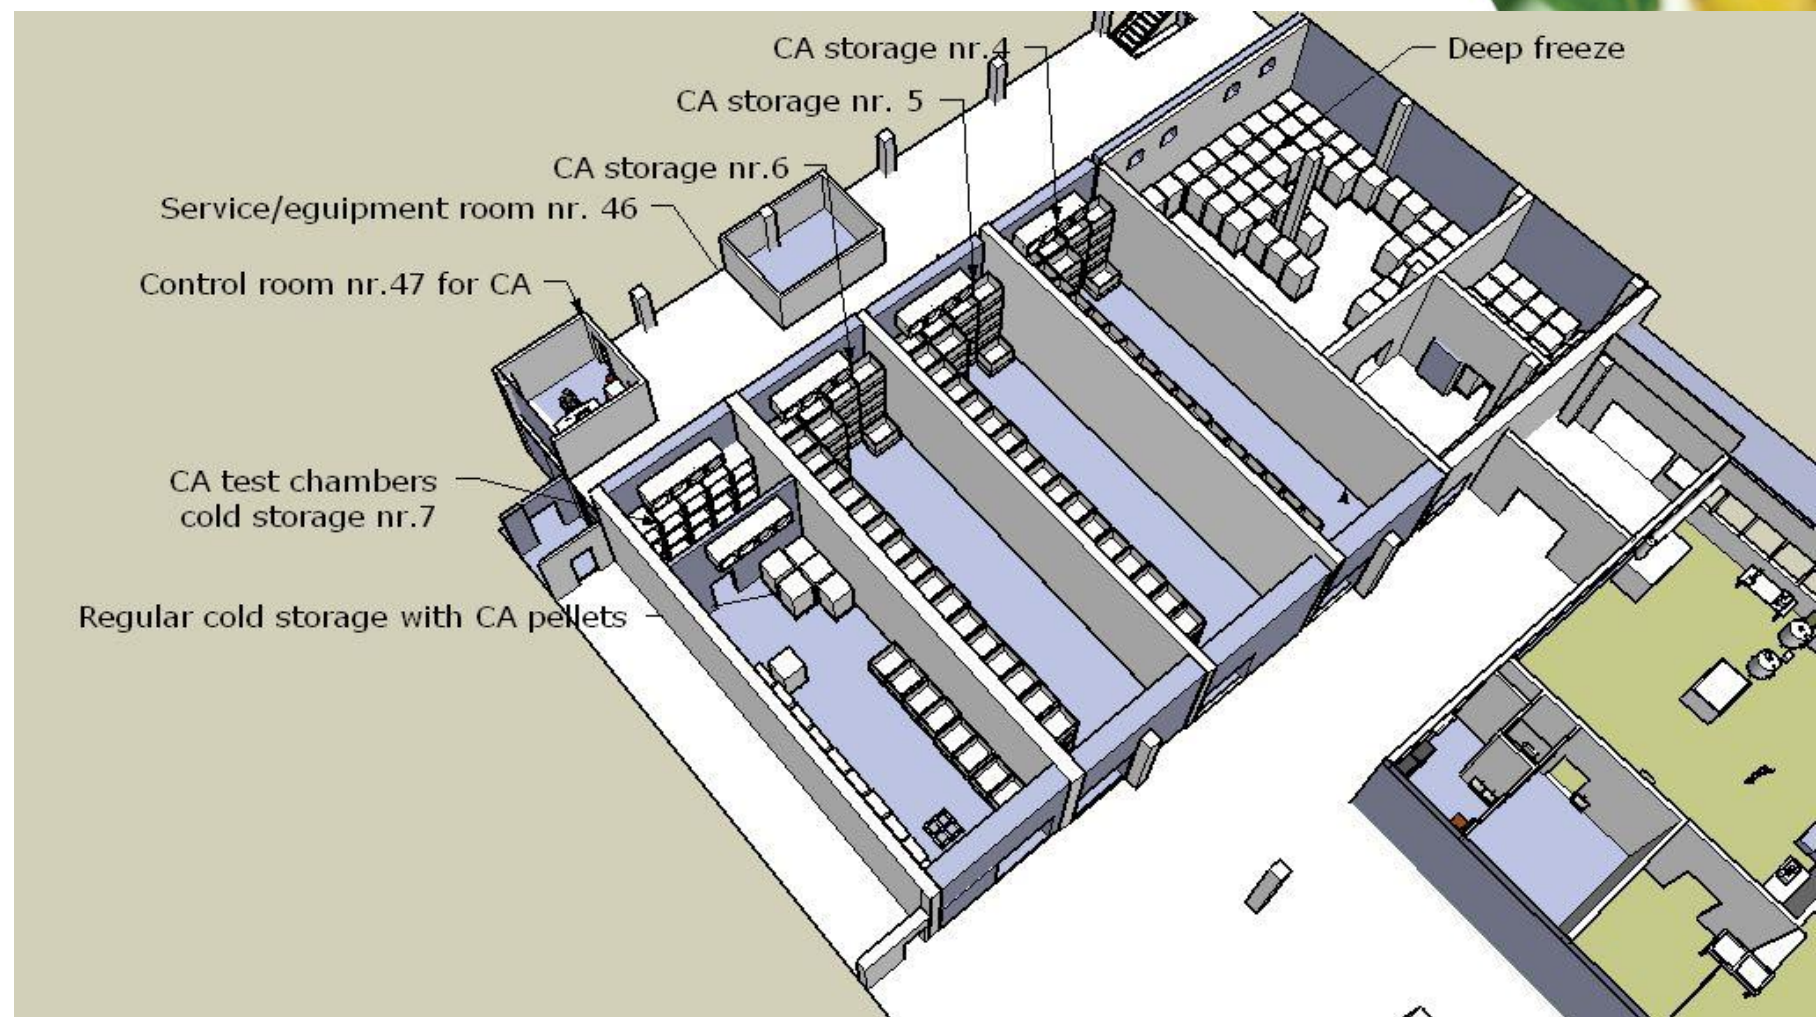 CA storage nr.4
Deep freeze
CA storage nr. 5
CA storage nr.6
Service/eguipment room nr. 46
Control room nr.47 for CA
CA test chambers
cold storage nr.7
Regular cold storage with CA pellets